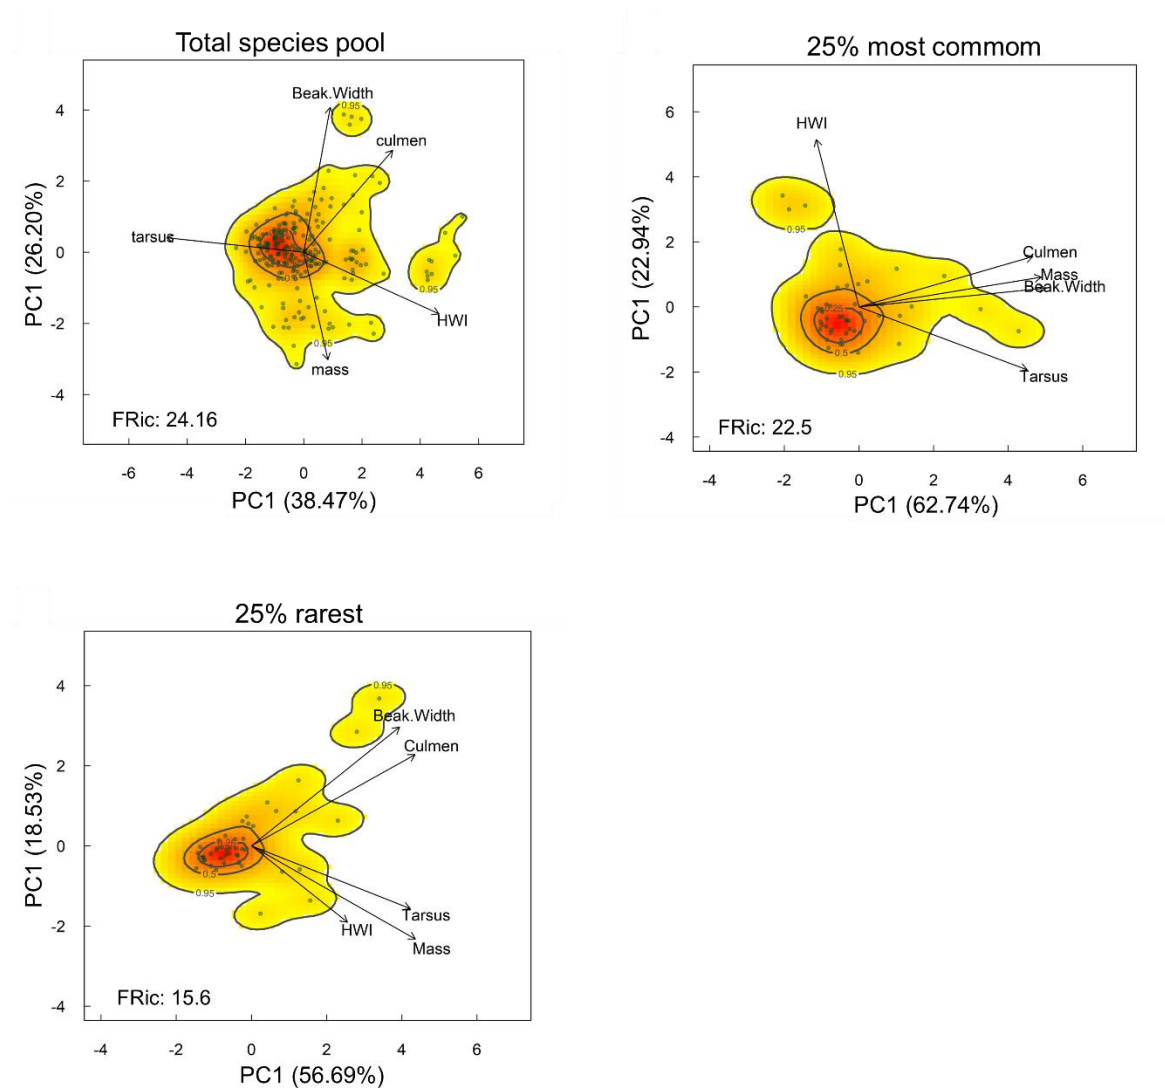 Total species pool
Beak.Width
0.95
culmen
tarsus
0.5
0.95
HWI
0.95
mass
FRic: 24.16
4
2
0
-2
-4
PC1 (26.20%)
-6 -4 -2 0 2 4 6
PC1 (38.47%)
25% most commom
HWI
0.95
Culmen
Mass
Beak.Width
0.25
0.5
0.95
Tarsus
FRic: 22.5
6
4
2
0
-2
-4
PC1 (22.94%)
-4 -2 0 2 4 6
PC1 (62.74%)
25% rarest
0.95
Beak.Width
Culmen
0.5
0.95
Tarsus
HWI
Mass
FRic: 15.6
4
2
0
-2
-4
PC1 (18.53%)
-4 -2 0 2 4 6
PC1 (56.69%)